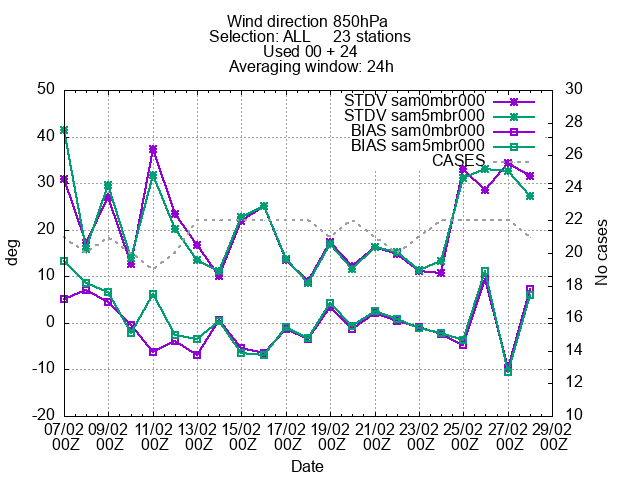 Wind direction 850hPa
Selection: ALL 23 stations
Used 00 + 24
Averaging window: 24h
STDV sam0mbr000
STDV sam5mbr000
BIAS sam0mbr000
BIAS sam5mbr000
CASES
50
40
30
20
10
0
-10
-20
deg
30
28
26
24
22
20
18
16
14
12
10
No cases
07/02 09/02 11/02 13/02 15/02 17/02 19/02 21/02 23/02 25/02 27/02 29/02
00Z 00Z 00Z 00Z 00Z 00Z 00Z 00Z 00Z 00Z 00Z 00Z
Date